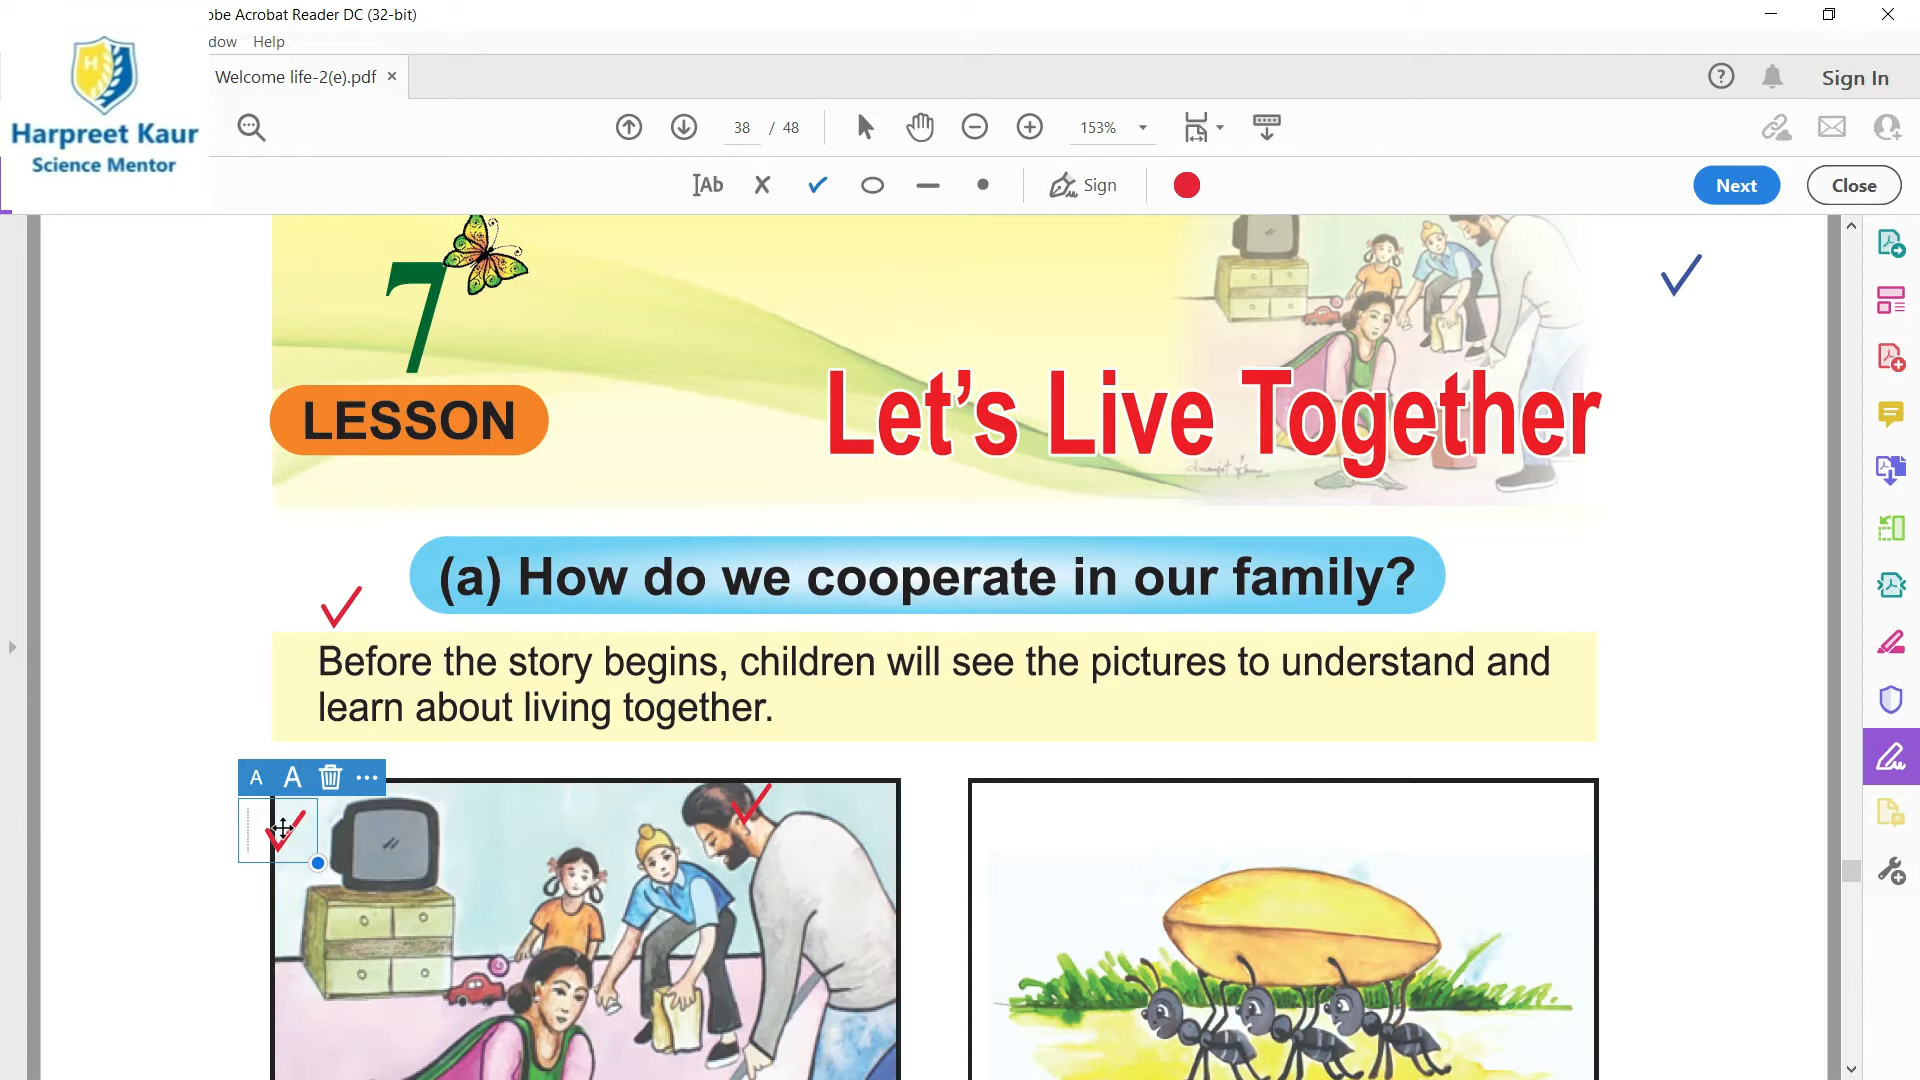 obe Acrobat Reader DC (32-bit)
dow Help
Welcome life-2(e).pdf ×
Sign In
H
Harpreet Kaur
Science Mentor
38 / 48
153%
Ab
Sign
Next
Close
7
LESSON
Let's Live Together
(a) How do we cooperate in our family?
Before the story begins, children will see the pictures to understand and
learn about living together.
A A